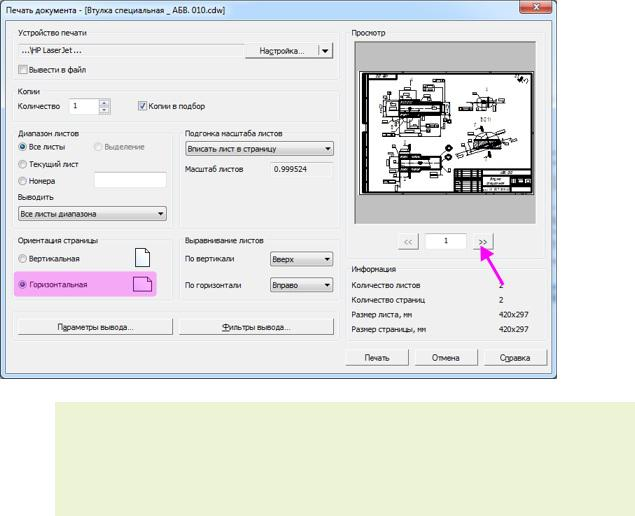 Печать документа - [Втулка специальная _ АБВ. 010.cdw]
Устройство печати
...\HP LaserJet ...
Настройка...
Вывести в файл
Копии
Количество 1
Копии в подбор
Диапазон листов
Все листы Выделение
Текущий лист
Номера
Выводить
Все листы диапазона
Подгонка масштаба листов
Вписать лист в страницу
Масштаб листов 0.999524
Ориентация страницы
Вертикальная
Горизонтальная
Выравнивание листов
По вертикали Вверх
По горизонтали Вправо
Параметры вывода...
Фильтры вывода...
Просмотр
<< 1 >>
Информация
Количество листов 2
Количество страниц 2
Размер листа, мм 420x297
Размер страницы, мм 420x297
Печать Отмена Справка